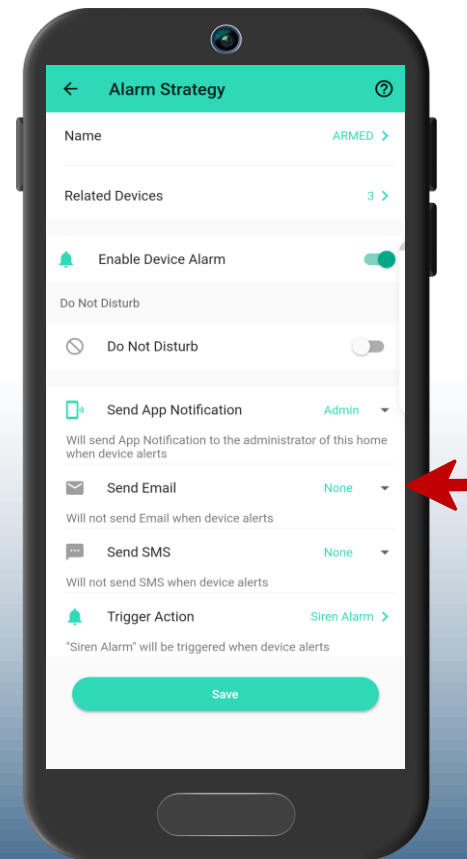 Alarm Strategy
Name ARMED
Related Devices 3
Enable Device Alarm
Do Not Disturb
Do Not Disturb
Send App Notification Admin
Will send App Notification to the administrator of this home
when device alerts
Send Email None
Will not send Email when device alerts
Send SMS None
Will not send SMS when device alerts
Trigger Action Siren Alarm
"Siren Alarm" will be triggered when device alerts
Save